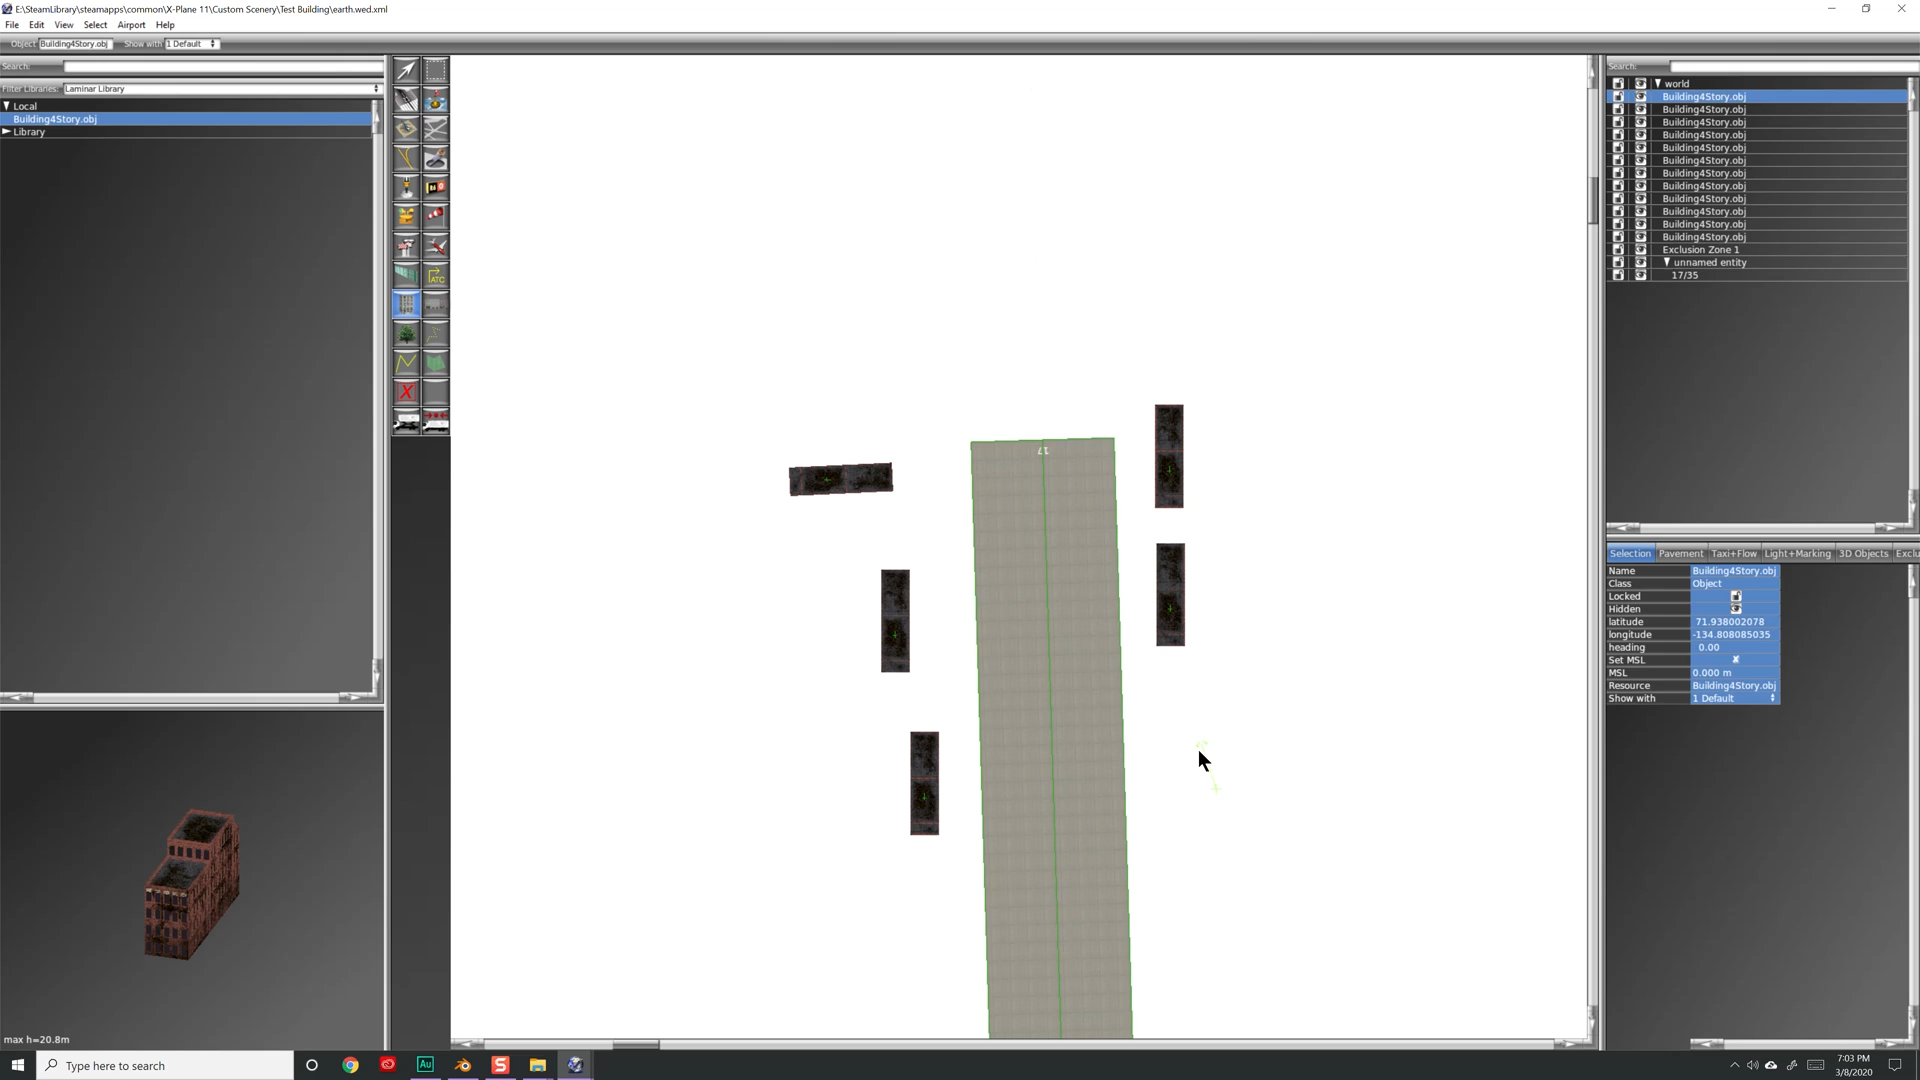 E:\SteamLibrary\steamapps\common\X-Plane 11\Custom Scenery\Test Building\earth.wed.xml
File Edit View Select Airport Help
Object Building4Story.obj Show with 1 Default
Search:
Filter Libraries: Laminar Library
Local
Building4Story.obj
Library
max h=20.8m
ATC
17
Search:
world
Building4Story.obj
Building4Story.obj
Building4Story.obj
Building4Story.obj
Building4Story.obj
Building4Story.obj
Building4Story.obj
Building4Story.obj
Building4Story.obj
Building4Story.obj
Building4Story.obj
Building4Story.obj
Exclusion Zone 1
unnamed entity
17/35
Selection Pavement Taxi+Flow Light+Marking 3D Objects Exclu
Name Building4Story.obj
Class Object
Locked
Hidden
latitude 71.938002078
longitude -134.808085035
heading 0.00
Set MSL
MSL 0.000 m
Resource Building4Story.obj
Show with 1 Default
Type here to search
Au
S
7:03 PM
3/8/2020